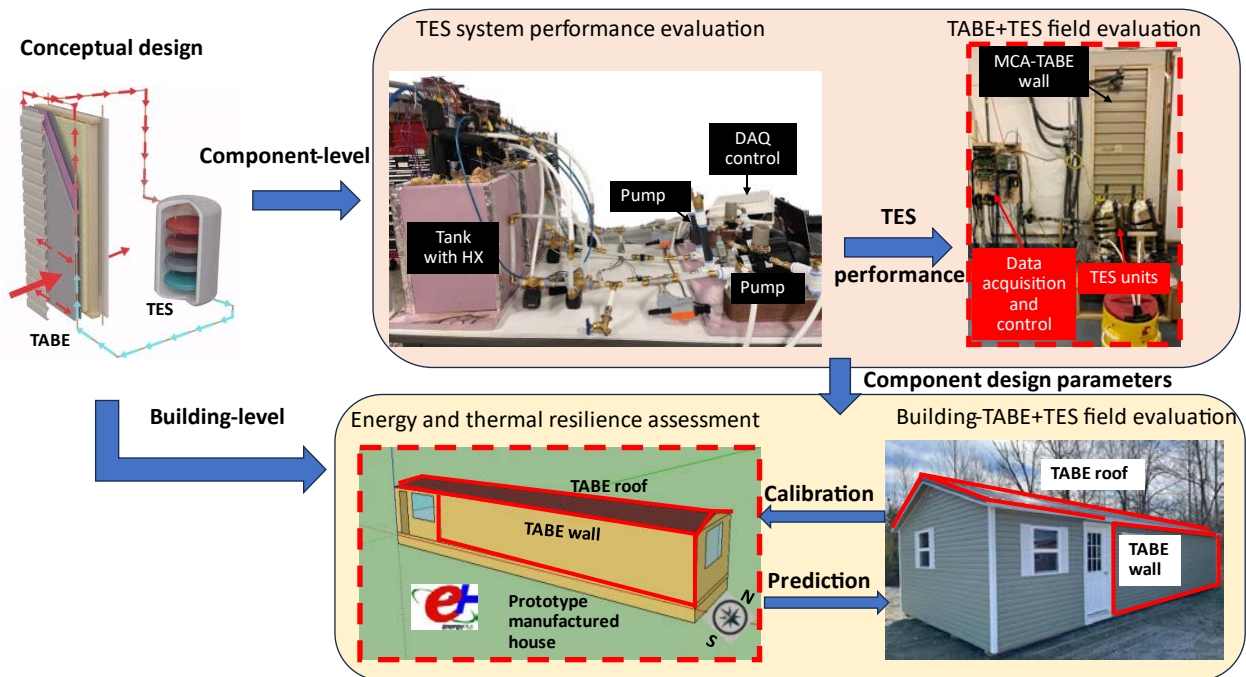 Conceptual design
TABE
TES
Component-level
TES system performance evaluation
Tank
with HX
Pump
DAQ
control
Pump
TES
performance
TABE+TES field evaluation
MCA-TABE
wall
Data
acquisition
and
control
TES units
Component design parameters
Building-level
Energy and thermal resilience assessment
TABE roof
TABE wall
e+
EnergyPlus
Prototype
manufactured
house
N
S
Calibration
Prediction
Building-TABE+TES field evaluation
TABE roof
TABE
wall